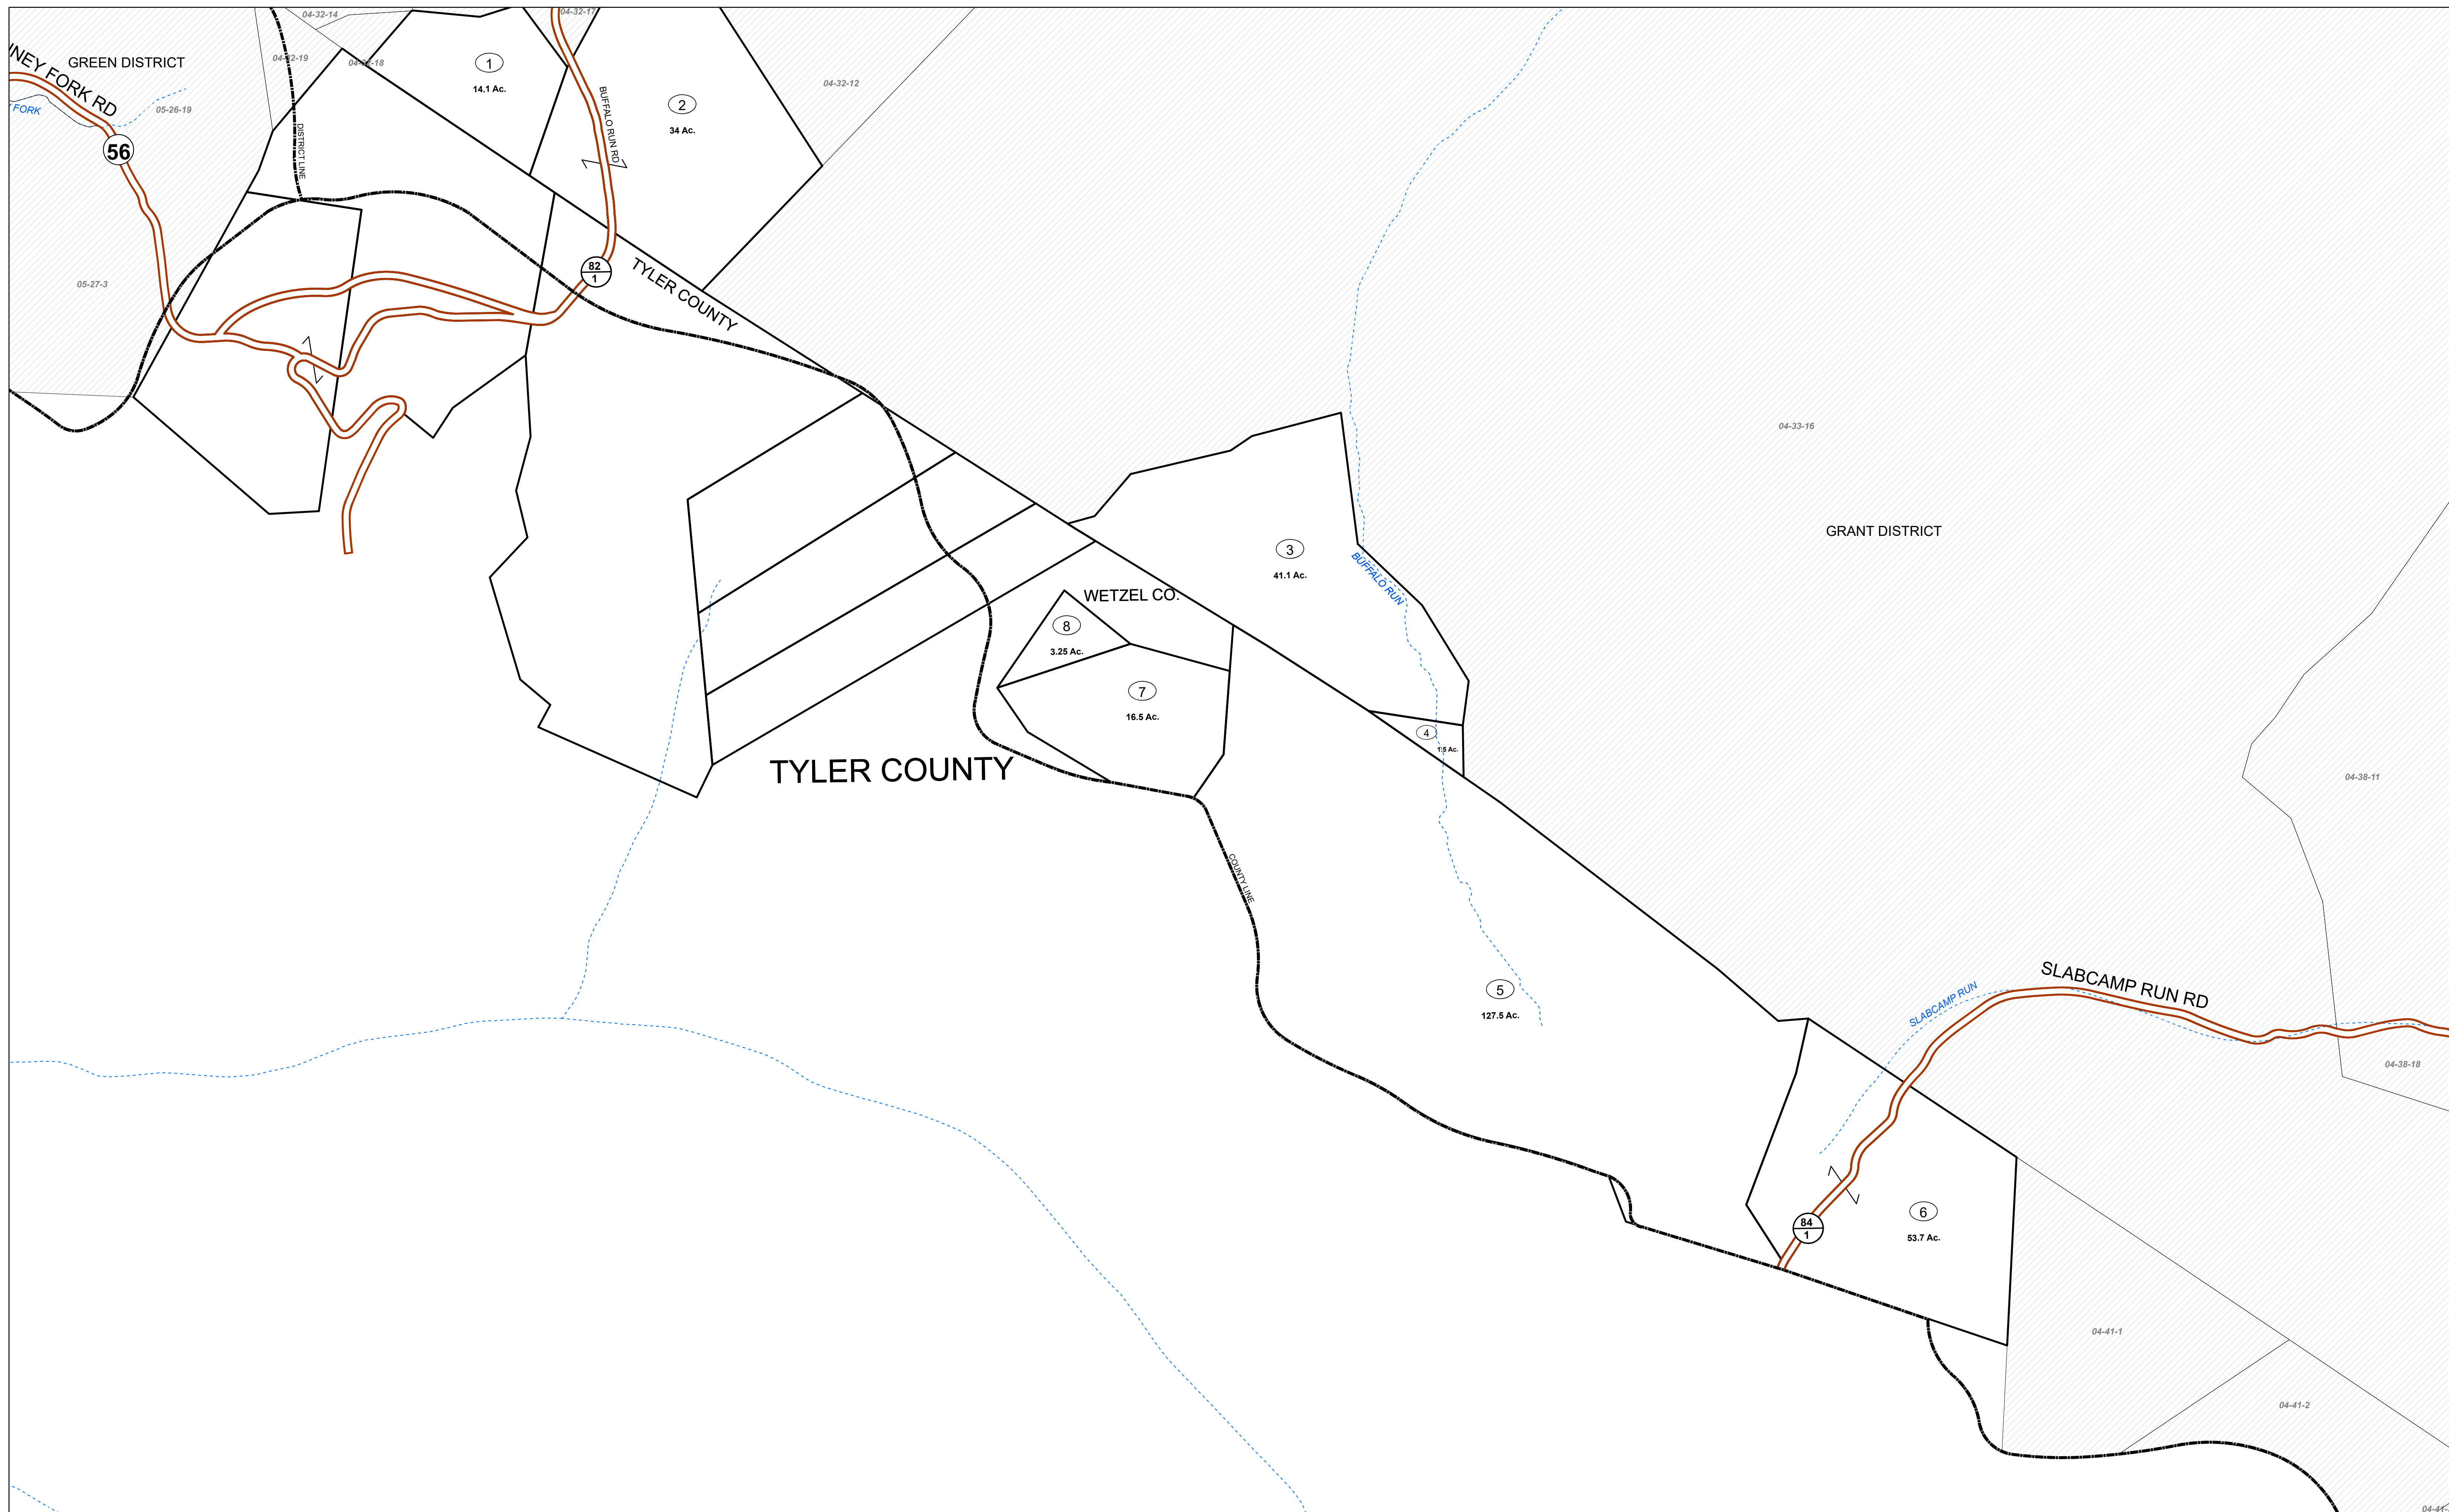 04-32-14
04-32-17
GREEN DISTRICT
04-32-19
04-32-18
1
14.1 Ac.
04-32-12
NEY FORK RD
FORK
05-26-19
2
34 Ac.
BUFFALO RUN RD
DISTRICT LINE
56
05-27-3
82
1
TYLER COUNTY
04-33-16
GRANT DISTRICT
3
41.1 Ac.
BUFFALO RUN
WETZEL CO.
8
3.25 Ac.
7
16.5 Ac.
4
1.5 Ac.
TYLER COUNTY
04-38-11
COUNTY LINE
5
127.5 Ac.
SLABCAMP RUN RD
SLABCAMP RUN
04-38-18
6
53.7 Ac.
84
1
04-41-1
04-41-2